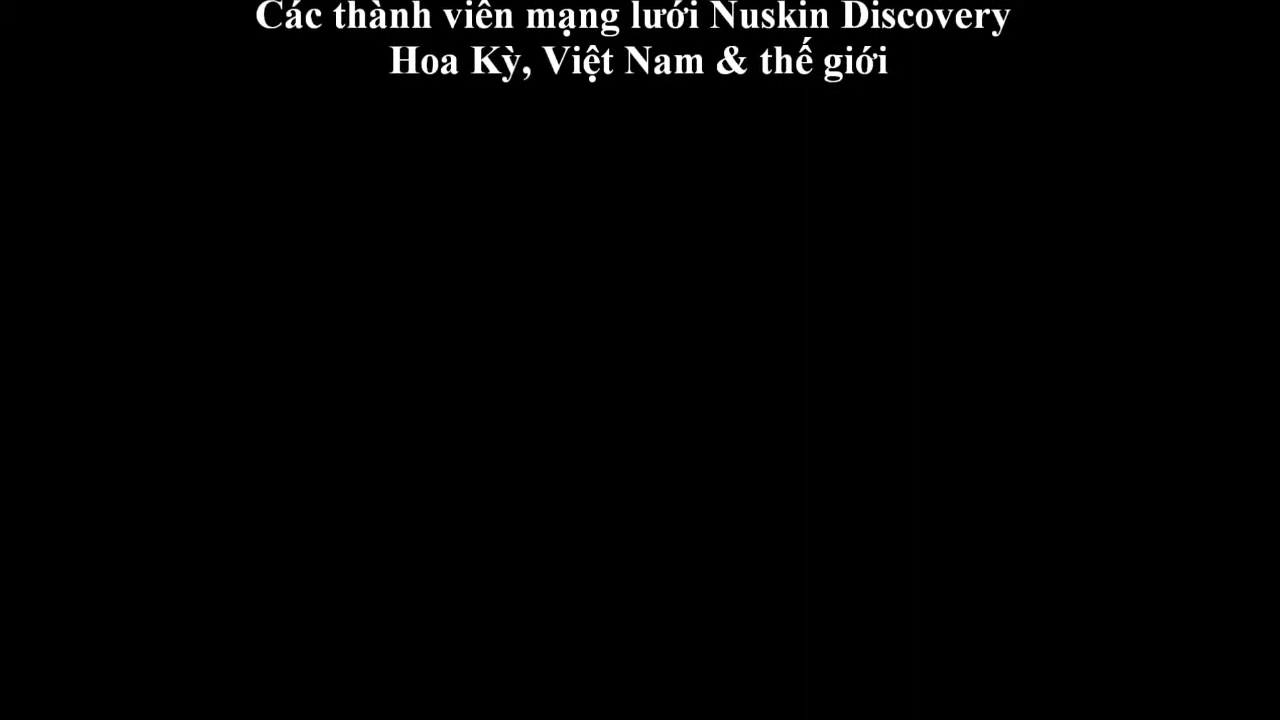 Các thành viên mạng lưới Nuskin Discovery
Hoa Kỳ, Việt Nam & thế giới